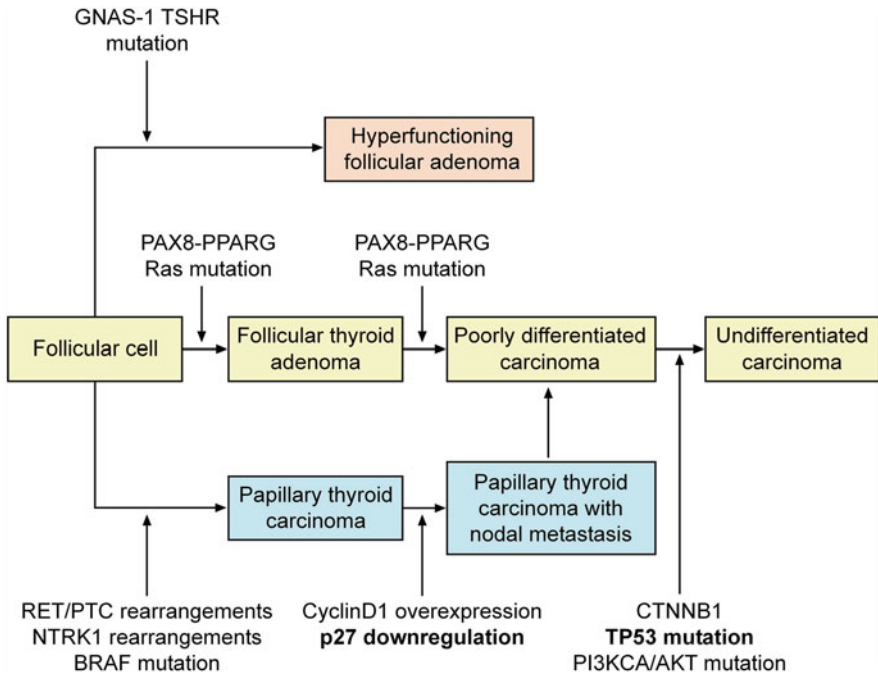 GNAS-1 TSHR
mutation
Hyperfunctioning
follicular adenoma
PAX8-PPARG
Ras mutation
PAX8-PPARG
Ras mutation
Follicular cell
Follicular thyroid
adenoma
Poorly differentiated
carcinoma
Undifferentiated
carcinoma
Papillary thyroid
carcinoma
Papillary thyroid
carcinoma with
nodal metastasis
RET/PTC rearrangements
NTRK1 rearrangements
BRAF mutation
CyclinD1 overexpression
p27 downregulation
CTNNB1
TP53 mutation
PI3KCA/AKT mutation